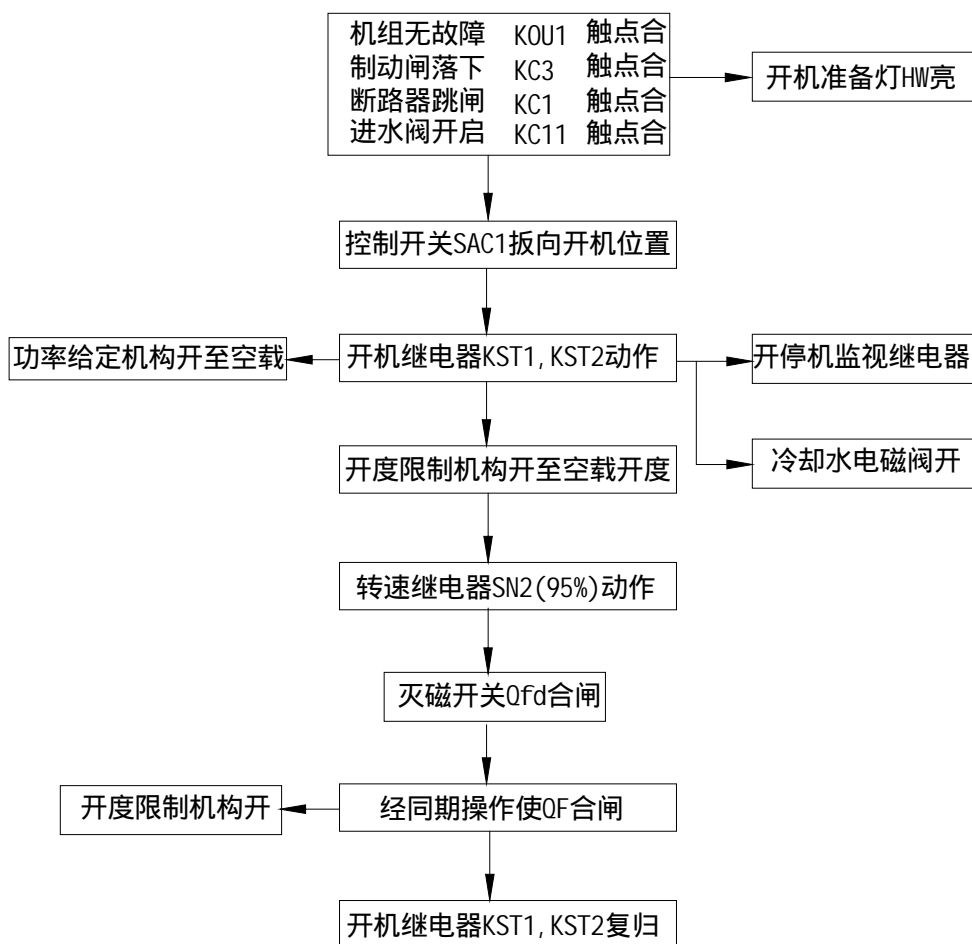 机组无故障 KOU1 触点合
制动闸落下 KC3 触点合
断路器跳闸 KC1 触点合
进水阀开启 KC11 触点合
开机准备灯HW亮
控制开关SAC1扳向开机位置
功率给定机构开至空载
开机继电器KST1,KST2动作
开停机监视继电器
开度限制机构开至空载开度
冷却水电磁阀开
转速继电器SN2(95%)动作
灭磁开关Qfd合闸
开度限制机构开
经同期操作使QF合闸
开机继电器KST1,KST2复归